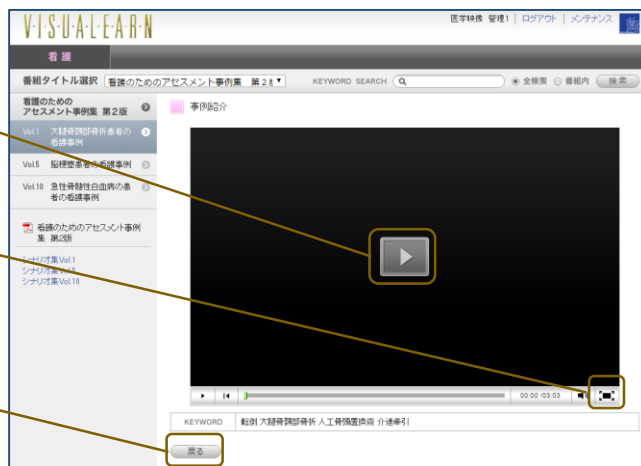 V·I·S·U·A·L·E·A·R·N
医学映像 管理1 | ログアウト | メンテナンス
看護
番組タイトル選択 看護のためのアセスメント事例集 第2版▼ KEYWORD SEARCH 全検索 番組内 検索
看護のための
アセスメント事例集 第2版
Vol.1 大腿骨頸部骨折患者の
看護事例
Vol.5 脳梗塞患者の看護事例
Vol.10 急性骨髄性白血病の患
者の看護事例
看護のためのアセスメント事例
集 第2版
シナリオ集Vol.1
シナリオ集Vol.5
シナリオ集Vol.10
事例紹介
00:00 /03:03
KEYWORD 転倒 大腿骨頸部骨折 人工骨頭置換術 介達牽引
戻る